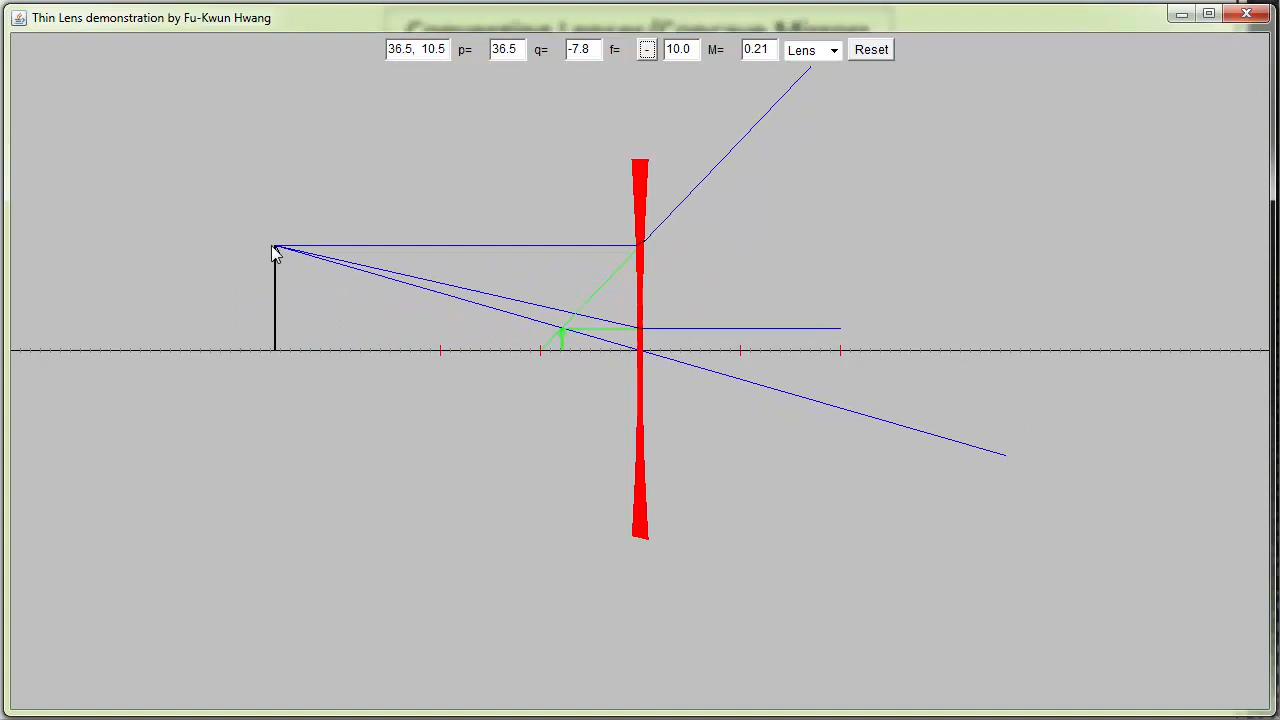 Thin Lens demonstration by Fu-Kwun Hwang
36.5, 10.5 p= 36.5 q= -7.8 f= - 10.0 M= 0.21 Lens Reset